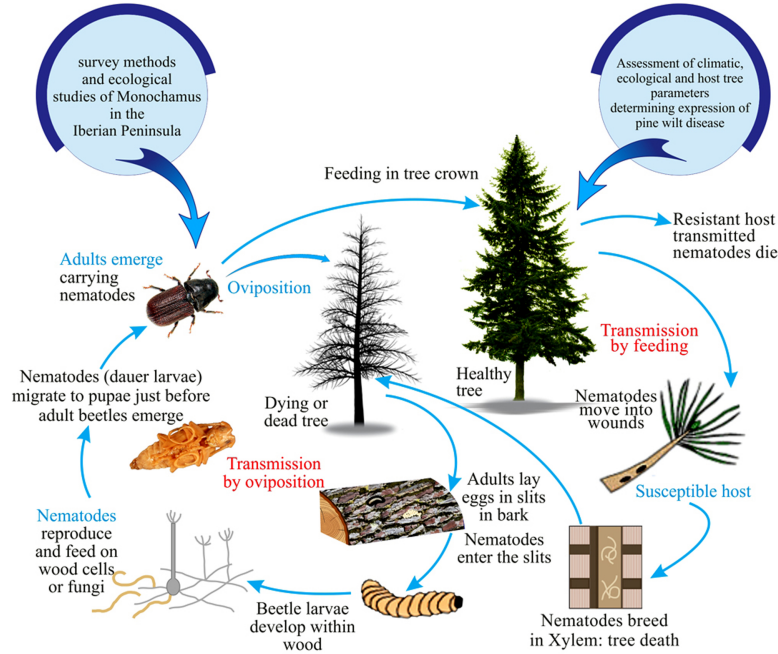 survey methods
and ecological
studies of Monochamus
in the
Iberian Peninsula
Assessment of climatic,
ecological and host tree
parameters
determining expression of
pine wilt disease
Feeding in tree crown
Resistant host
transmitted
nematodes die
Adults emerge
carrying
nematodes
Oviposition
Transmission
by feeding
Healthy
tree
Nematodes (dauer larvae)
migrate to pupae just before
adult beetles emerge
Dying or
dead tree
Nematodes
move into
wounds
Transmission
by oviposition
Adults lay
eggs in slits
in bark
Susceptible host
Nematodes
reproduce
and feed on
wood cells
or fungi
Nematodes
enter the slits
Beetle larvae
develop within
wood
Nematodes breed
in Xylem: tree death